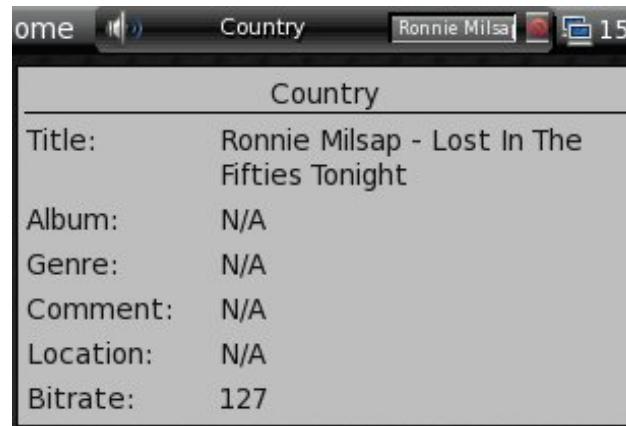 ome Country Ronnie Milsa 15
Country
Title: Ronnie Milsap - Lost In The
Fifties Tonight
Album: N/A
Genre: N/A
Comment: N/A
Location: N/A
Bitrate: 127